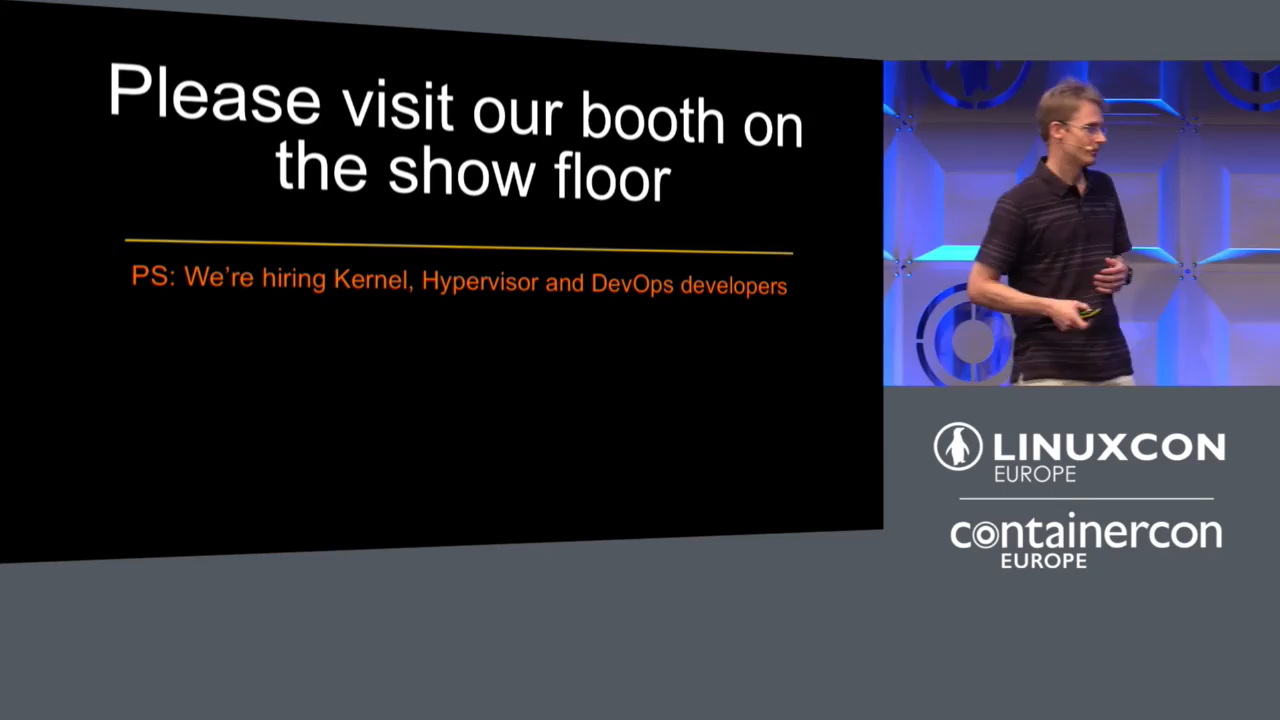 Please visit our booth on
the show floor
PS: We're hiring Kernel, Hypervisor and DevOps developers
LINUXCON
EUROPE
containercon
EUROPE